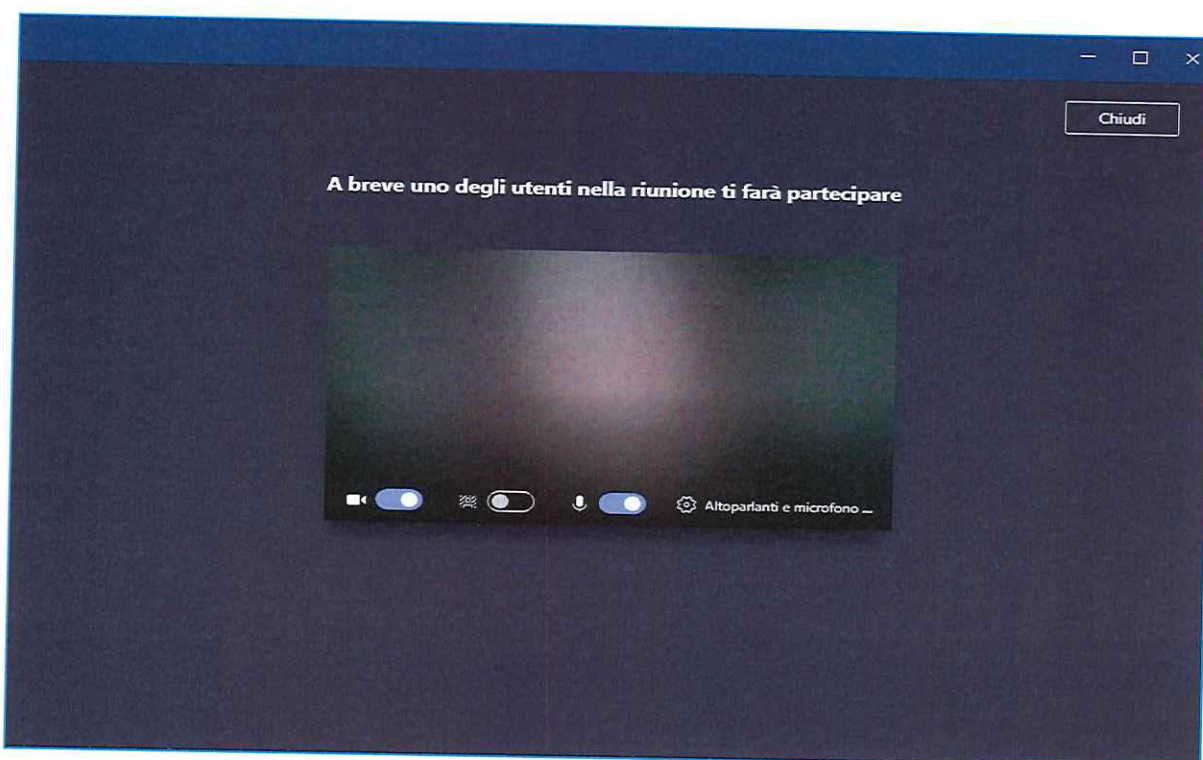 Chiudi
A breve uno degli utenti nella riunione ti farà partecipare
Altoparlanti e microfono ...